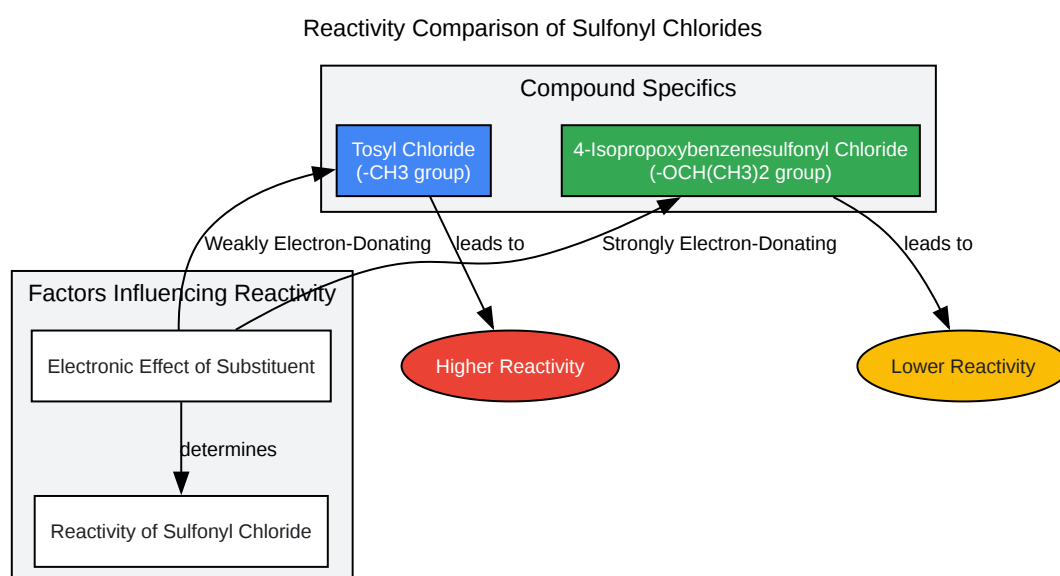 Reactivity Comparison of Sulfonyl Chlorides
Compound Specifics
Tosyl Chloride
(-CH3 group)
4-Isopropoxybenzenesulfonyl Chloride
(-OCH(CH3)2 group)
Weakly Electron-Donating
leads to
Strongly Electron-Donating
leads to
Factors Influencing Reactivity
Electronic Effect of Substituent
Higher Reactivity
Lower Reactivity
determines
Reactivity of Sulfonyl Chloride